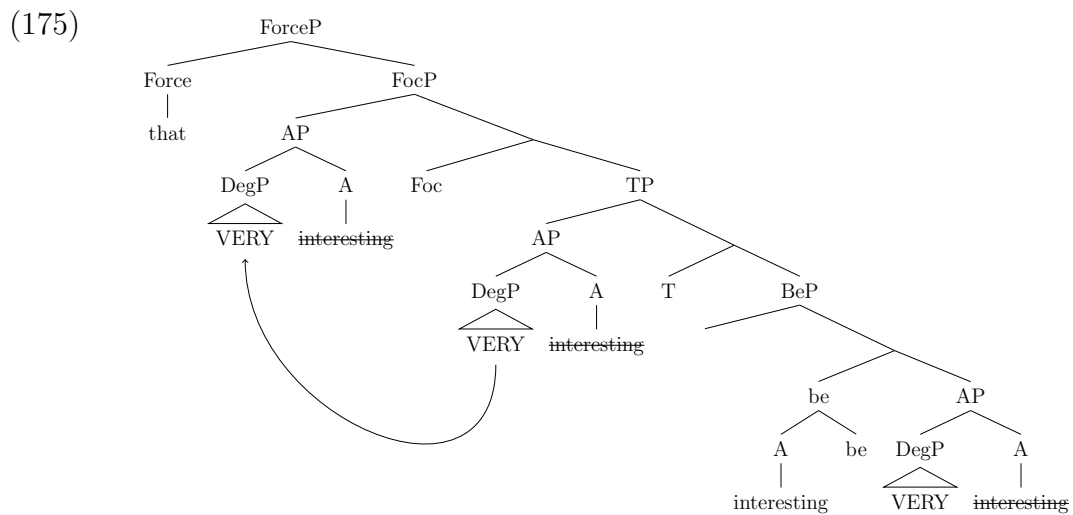 (175) ForceP
Force FocP
that AP
DegP A Foc TP
VERY interesting AP
DegP A T BeP
VERY interesting
be AP
A be DegP A
interesting VERY interesting